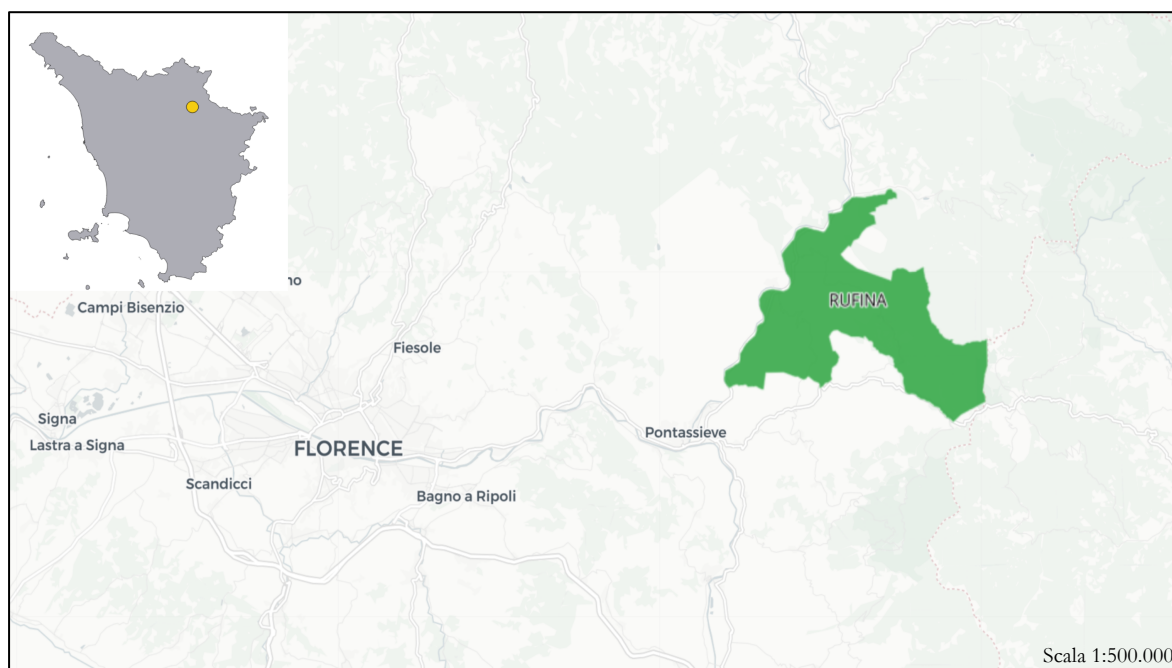 no
Campi Bisenzio
RUFINA
Fiesole
Signa
Lastra a Signa
FLORENCE
Pontassieve
Scandicci
Bagno a Ripoli
Scala 1:500.000